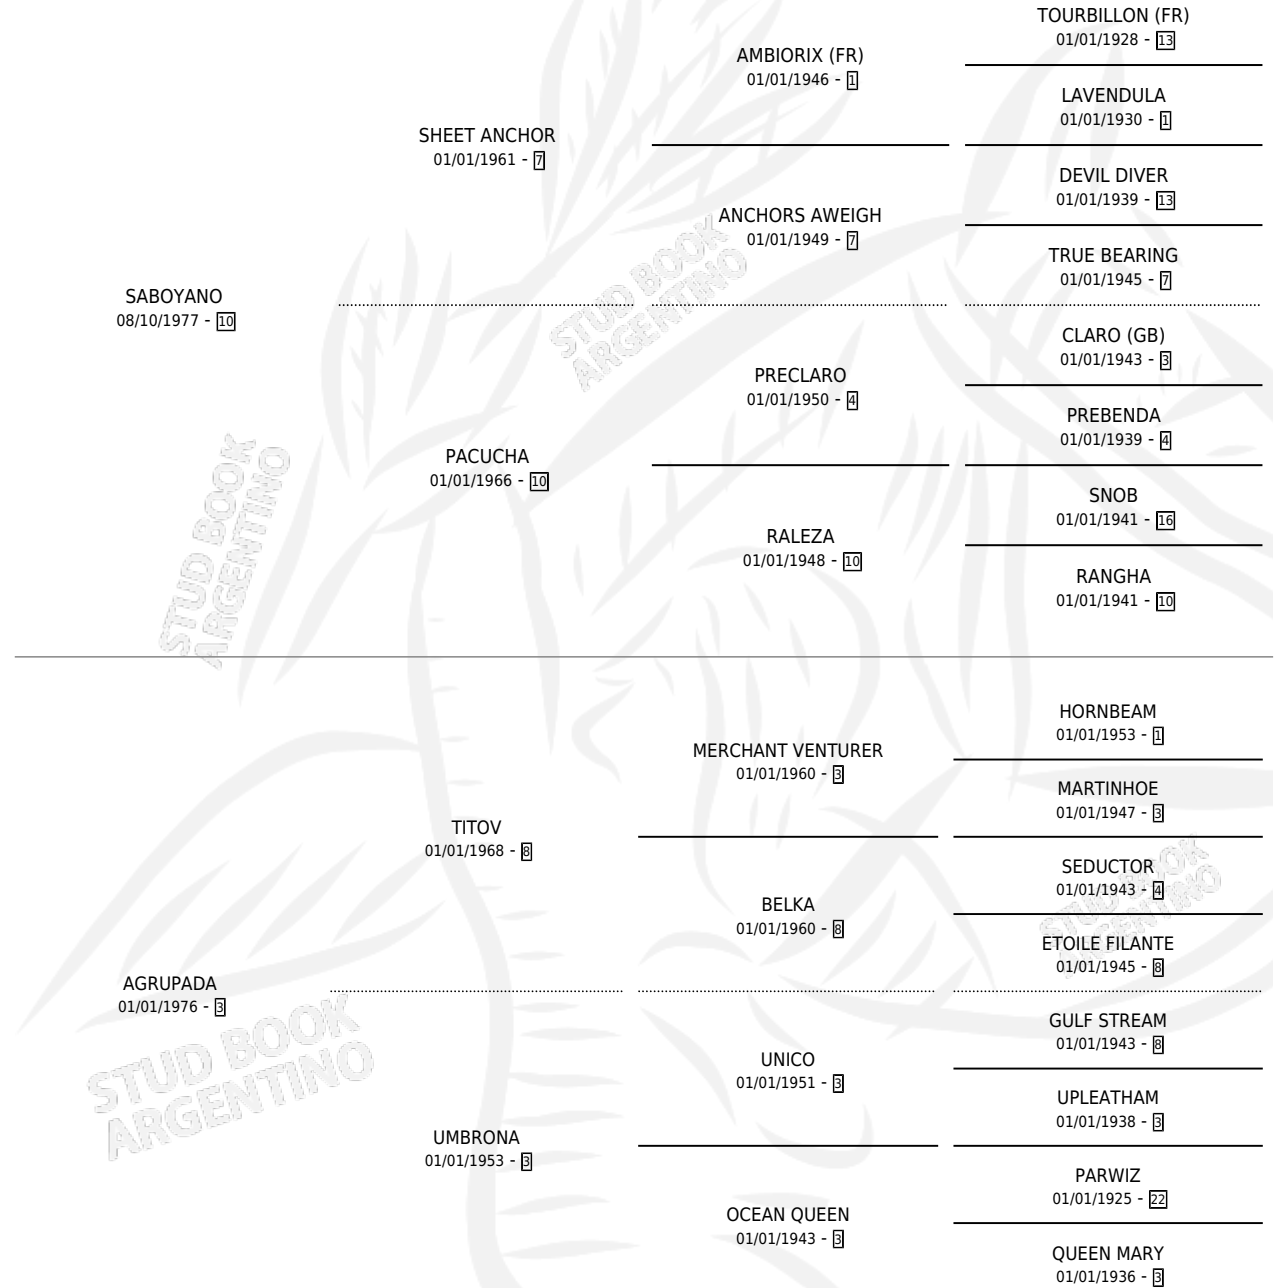 TOURBILLON (FR)
01/01/1928 - 13
AMBIORIX (FR)
01/01/1946 - 1
LAVENDULA
01/01/1930 - 1
SHEET ANCHOR
01/01/1961 - 7
DEVIL DIVER
01/01/1939 - 13
ANCHORS AWEIGH
01/01/1949 - 7
TRUE BEARING
01/01/1945 - 7
SABOYANO
08/10/1977 - 10
STUD BOOK
ARGENTINO
CLARO (GB)
01/01/1943 - 3
PRECLARO
01/01/1950 - 4
PREBENDA
01/01/1939 - 4
PACUCHA
01/01/1966 - 10
SNOB
01/01/1941 - 16
RALEZA
01/01/1948 - 10
RANGHA
01/01/1941 - 10
STUD BOOK
ARGENTINO
HORNBEAM
01/01/1953 - 1
MERCHANT VENTURER
01/01/1960 - 3
MARTINHOE
01/01/1947 - 3
TITOV
01/01/1968 - 8
SEDUCTOR
01/01/1943 - 4
BELKA
01/01/1960 - 8
STUD BOOK
ARGENTINO
ETOILE FILANTE
01/01/1945 - 8
AGRUPADA
01/01/1976 - 3
GULF STREAM
01/01/1943 - 8
UNICO
01/01/1951 - 3
UPLEATHAM
01/01/1938 - 3
STUD BOOK
ARGENTINO
UMBRONA
01/01/1953 - 3
PARWIZ
01/01/1925 - 22
OCEAN QUEEN
01/01/1943 - 3
QUEEN MARY
01/01/1936 - 3